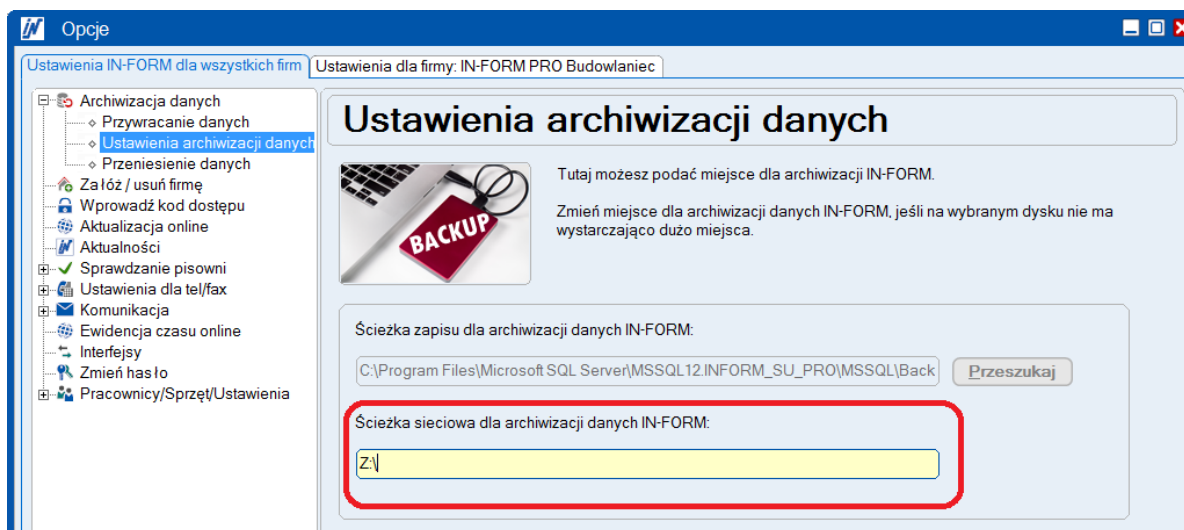 IN Opcje
Ustawienia IN-FORM dla wszystkich firm
Ustawienia dla firmy: IN-FORM PRO Budowlaniec
Archiwizacja danych
Przywracanie danych
Ustawienia archiwizacji danych
Przeniesienie danych
Załóż / usuń firmę
Wprowadź kod dostępu
Aktualizacja online
Aktualności
Sprawdzanie pisowni
Ustawienia dla tel/fax
Komunikacja
Ewidencja czasu online
Interfejsy
Zmień hasło
Pracownicy/Sprzęt/Ustawienia
Ustawienia archiwizacji danych
BACKUP
Tutaj możesz podać miejsce dla archiwizacji IN-FORM.
Zmień miejsce dla archiwizacji danych IN-FORM, jeśli na wybranym dysku nie ma
wystarczająco dużo miejsca.
Ścieżka zapisu dla archiwizacji danych IN-FORM:
C:\Program Files\Microsoft SQL Server\MSSQL12.INFORM_SU_PRO\MSSQL\Back
Przeszukaj
Ścieżka sieciowa dla archiwizacji danych IN-FORM:
Z:\